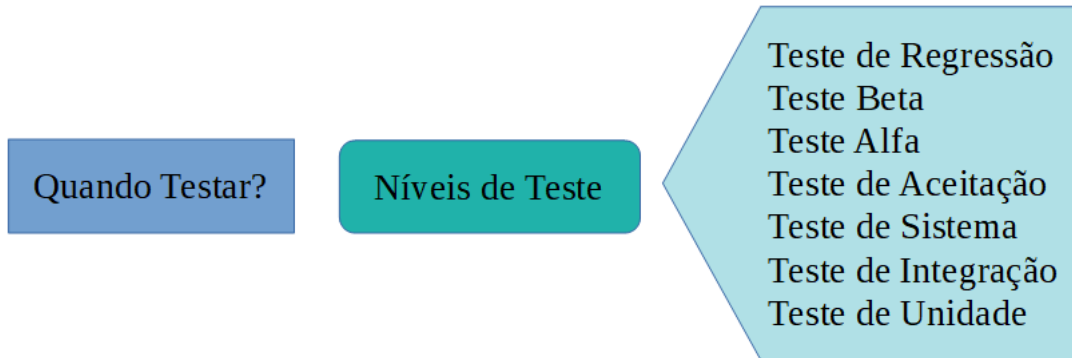 Quando Testar?
Níveis de Teste
Teste de Regressão
Teste Beta
Teste Alfa
Teste de Aceitação
Teste de Sistema
Teste de Integração
Teste de Unidade